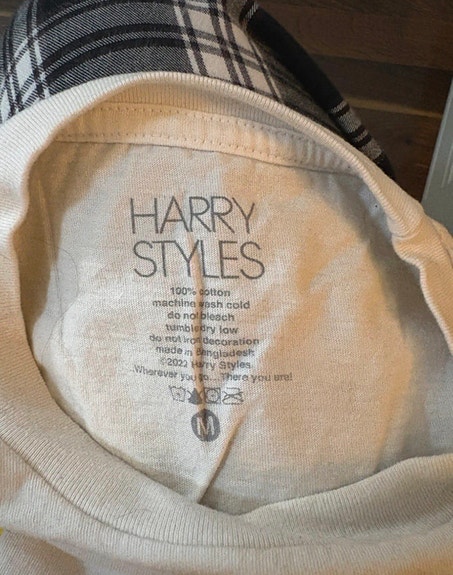 HARRY
STYLES
100% cotton
machine wash cold
do not bleach
tumble dry low
do not iron decoration
made in Bangladesh
©2022 Harry Styles
Wherever you go... There you are!
M